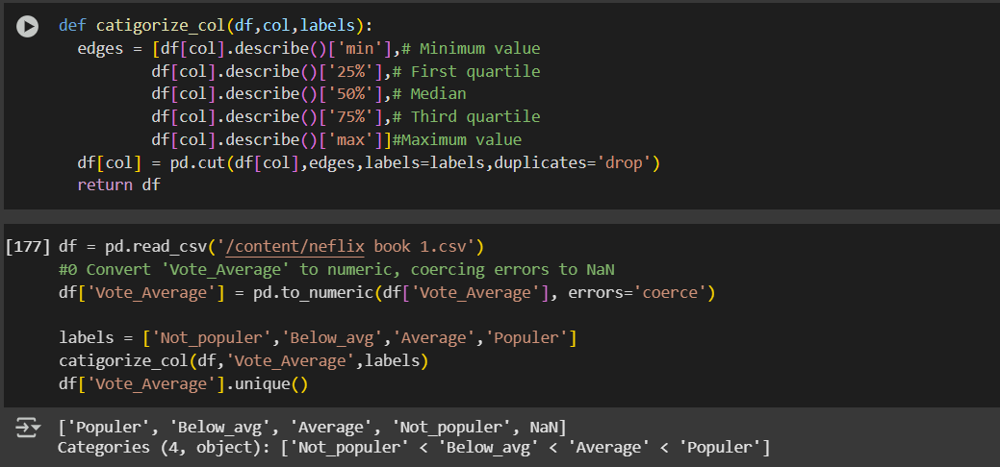 def catigorize_col(df,col,labels):
edges = [df[col].describe()['min'],# Minimum value
df[col].describe()['25%'],# First quartile
df[col].describe()['50%'],# Median
df[col].describe()['75%'],# Third quartile
df[col].describe()['max']]#Maximum value
df[col] = pd.cut(df[col],edges,labels=labels,duplicates='drop')
return df
[177] df = pd.read_csv('/content/neflix book 1.csv')
#0 Convert 'Vote_Average' to numeric, coercing errors to NaN
df['Vote_Average'] = pd.to_numeric(df['Vote_Average'], errors='coerce')
labels = ['Not_populer','Below_avg','Average','Populer']
catigorize_col(df,'Vote_Average',labels)
df['Vote_Average'].unique()
['Populer', 'Below_avg', 'Average', 'Not_populer', NaN]
Categories (4, object): ['Not_populer' < 'Below_avg' < 'Average' < 'Populer']